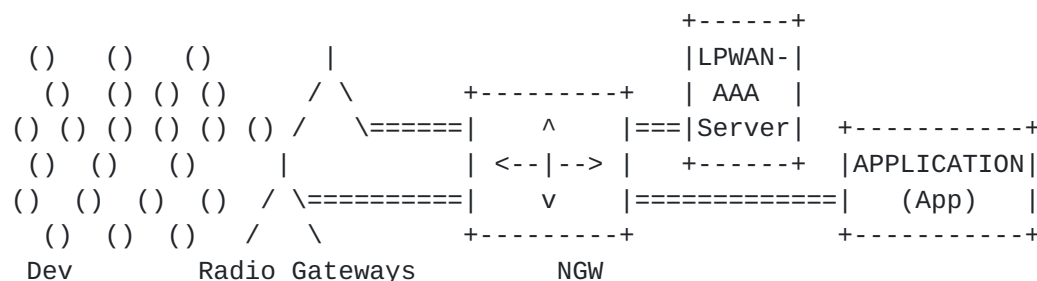 +------+
 ()   ()   ()        |                      |LPWAN-|
  ()  () () ()      / \       +---------+   | AAA  |
() () () () () () /   \======|    ^    |===|Server|  +-----------+
 ()  ()   ()      |           | <--|--> |   +------+  |APPLICATION|
()  ()  ()  ()  / \==========|    v    |=============|   (App)   |
  ()  ()  ()   /   \         +---------+             +-----------+
 Dev        Radio Gateways         NGW